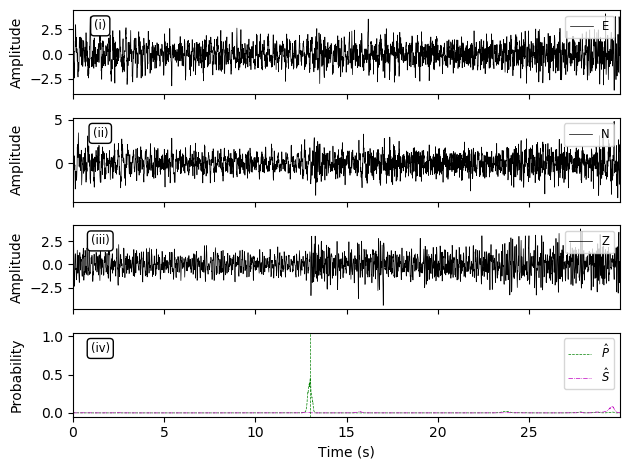 (i)
E
Amplitude
2.5
0.0
−2.5
(ii)
N
Amplitude
5
0
(iii)
Z
Amplitude
2.5
0.0
−2.5
(iv)
P̂
Ŝ
Probability
1.0
0.5
0.0
0 5 10 15 20 25
Time (s)